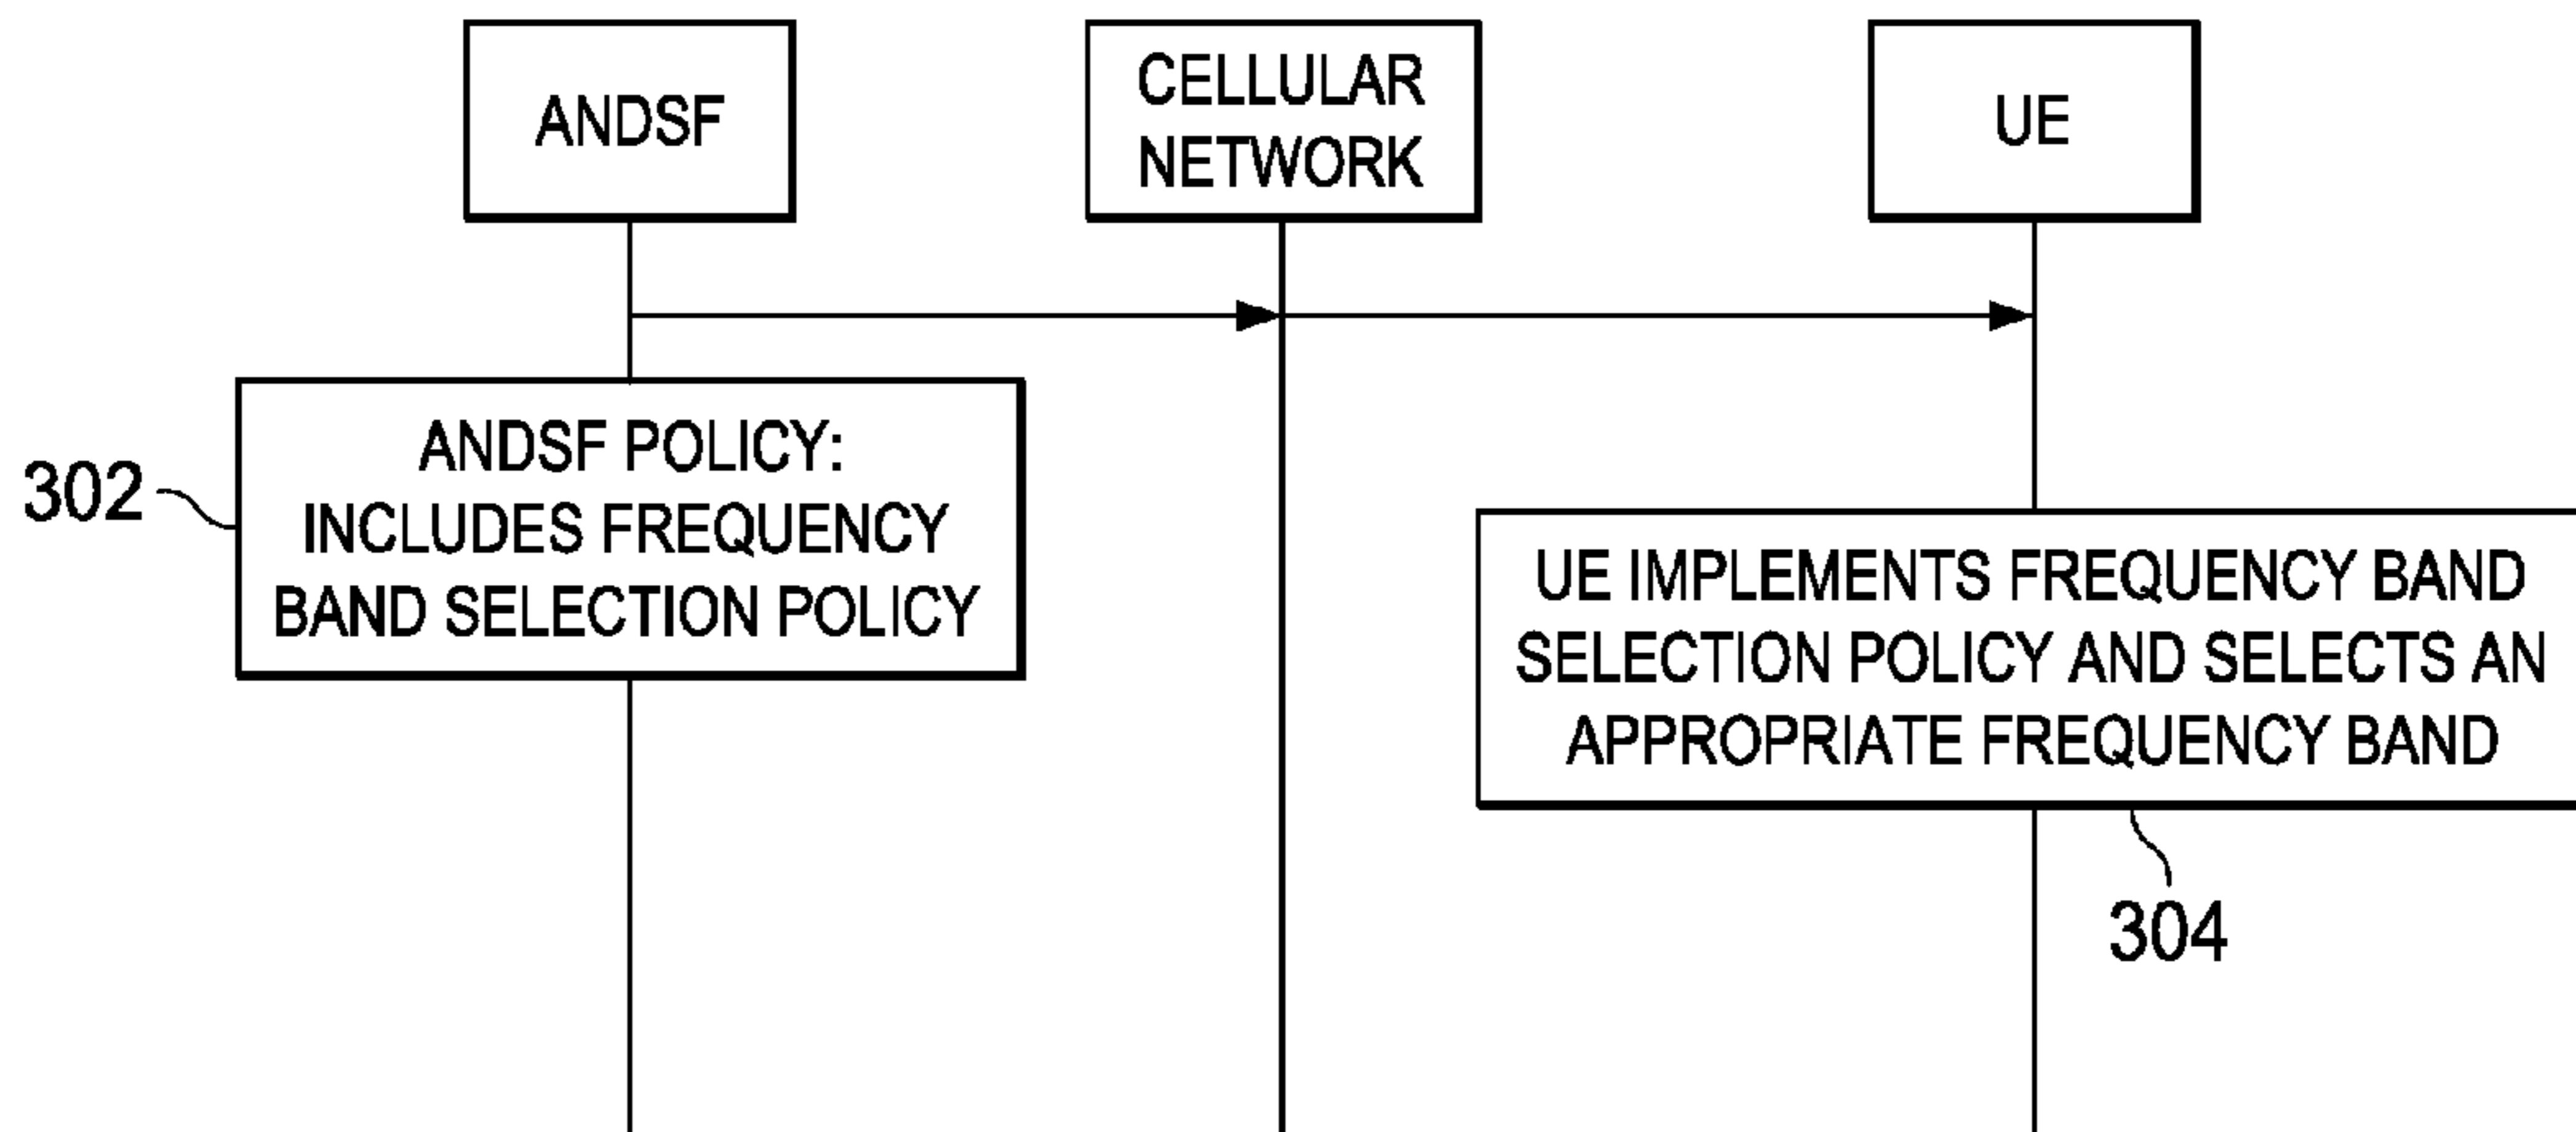 ANDSF
CELLULAR
NETWORK
UE
ANDSF POLICY:
INCLUDES FREQUENCY
BAND SELECTION POLICY
302
UE IMPLEMENTS FREQUENCY BAND
SELECTION POLICY AND SELECTS AN
APPROPRIATE FREQUENCY BAND
304